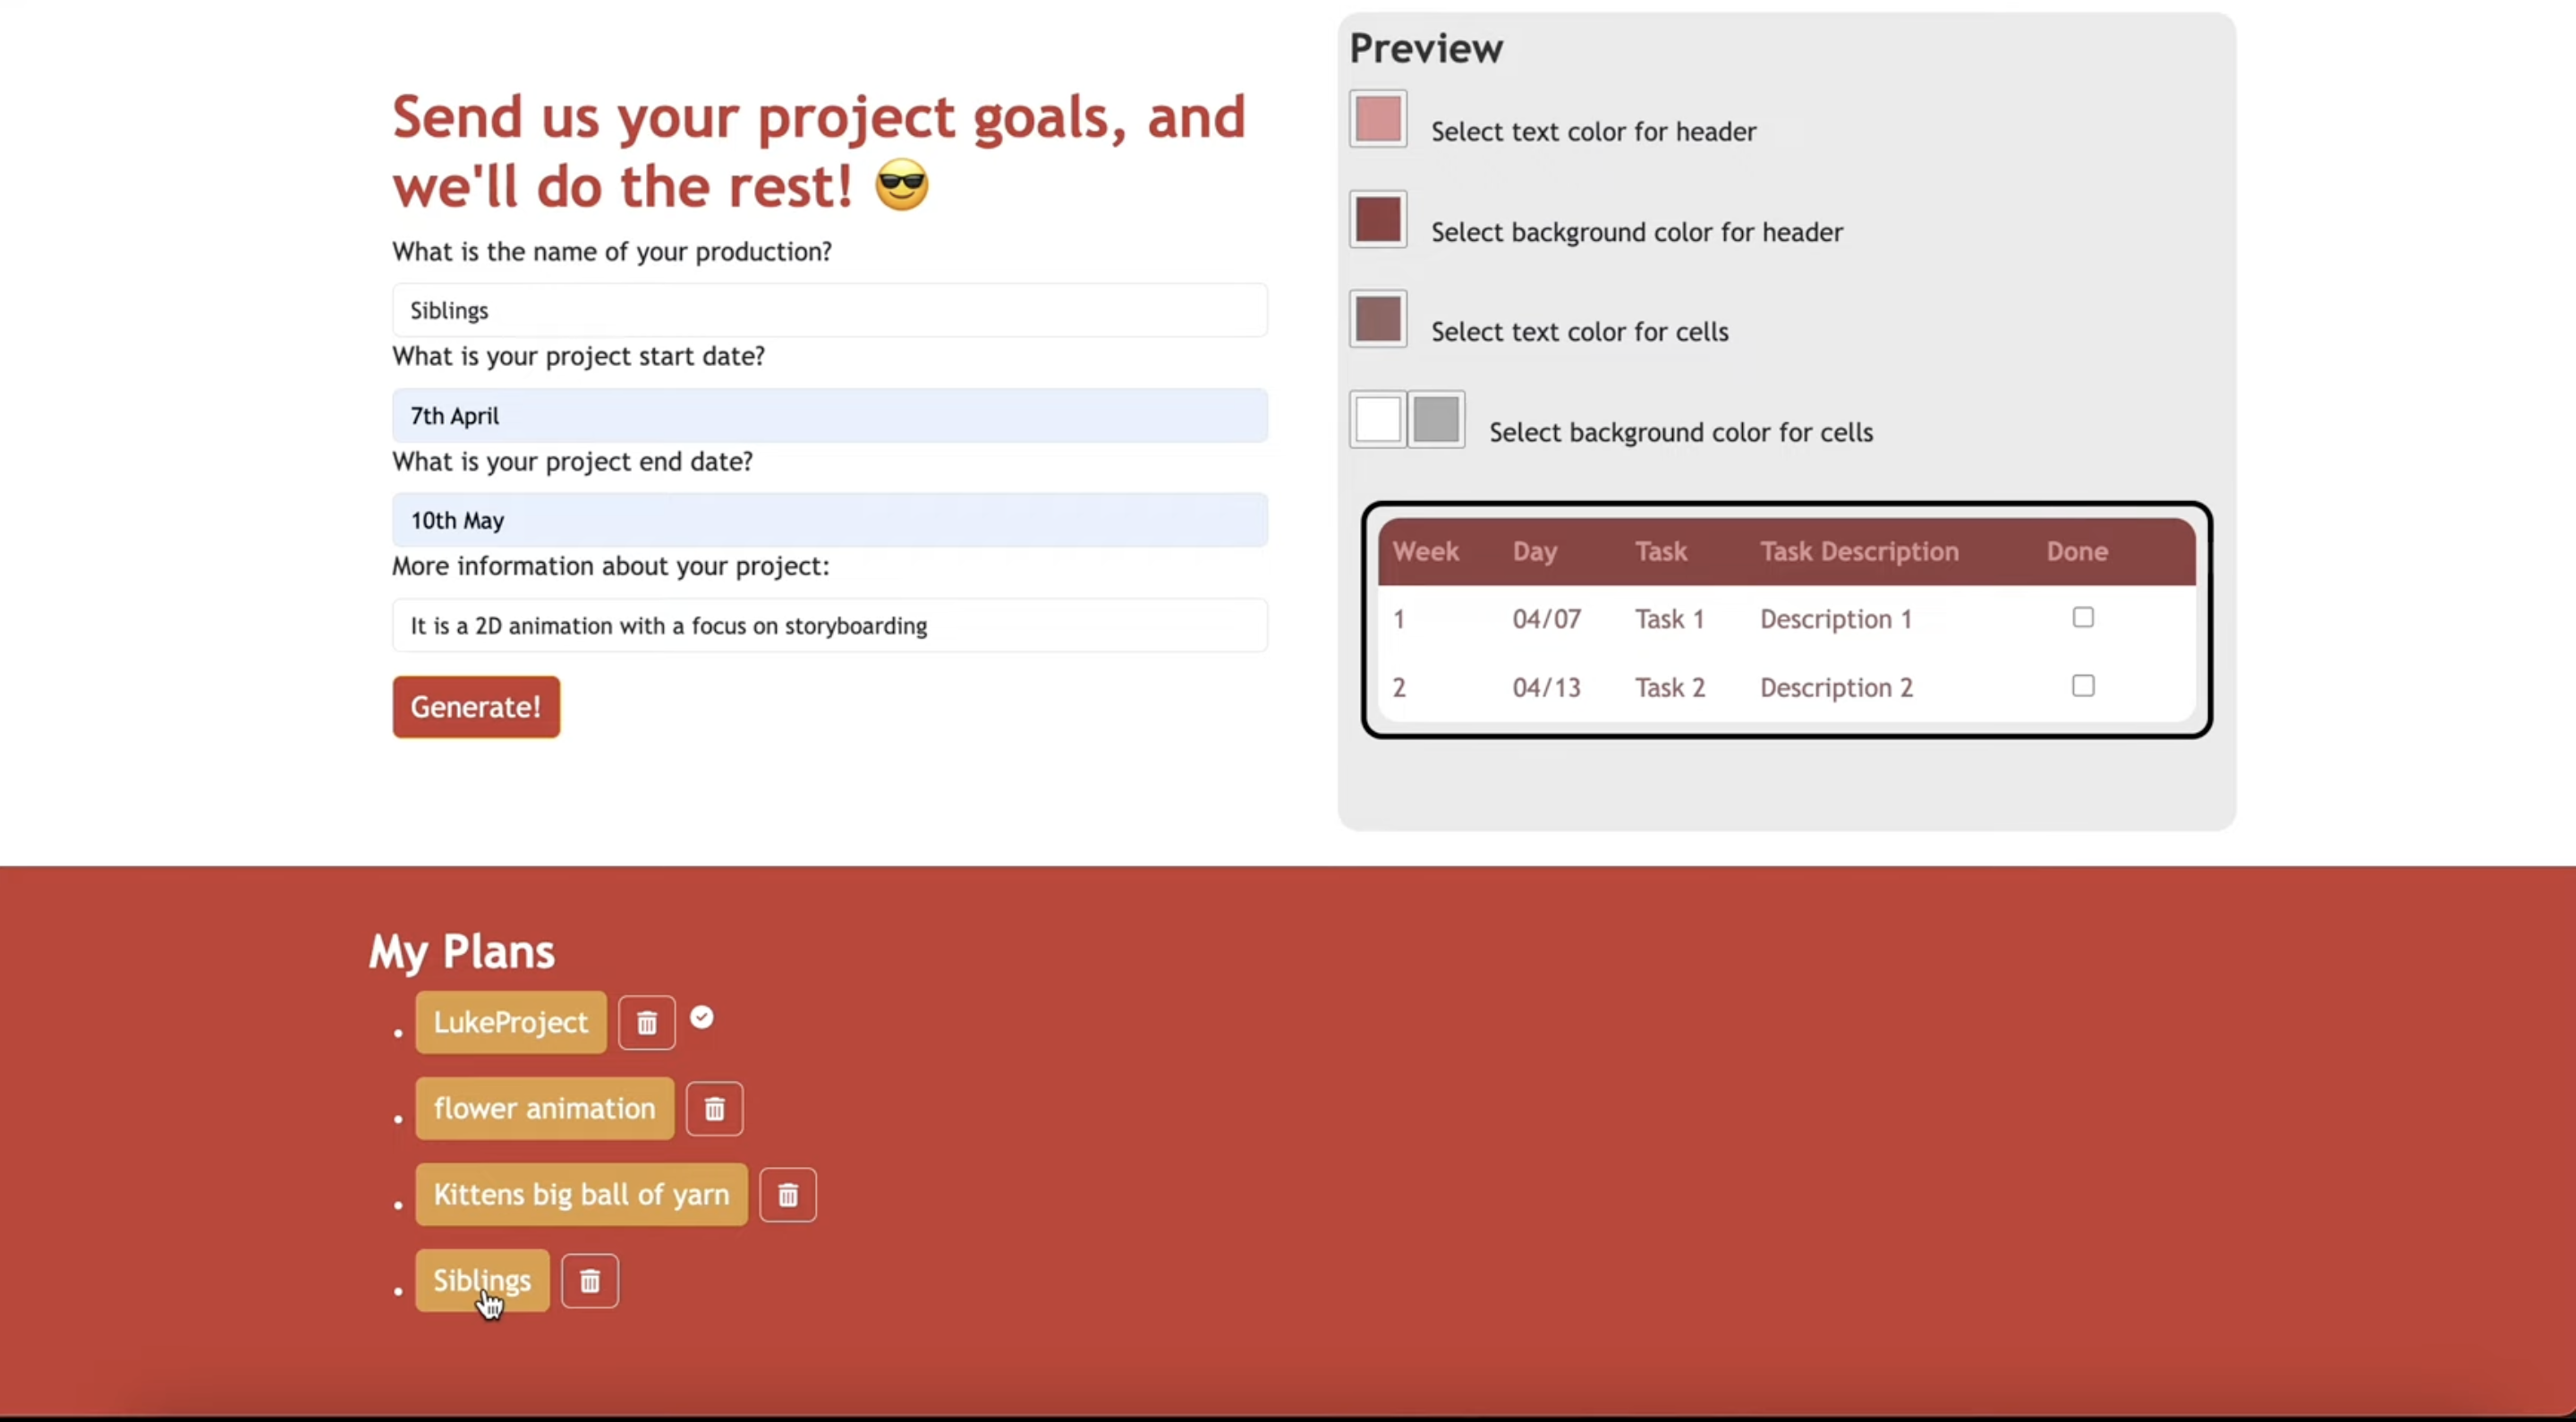 Send us your project goals, and
we'll do the rest! 😎
What is the name of your production?
Siblings
What is your project start date?
7th April
What is your project end date?
10th May
More information about your project:
It is a 2D animation with a focus on storyboarding
Generate!
Preview
Select text color for header
Select background color for header
Select text color for cells
Select background color for cells
Week Day Task Task Description Done
1 04/07 Task 1 Description 1
2 04/13 Task 2 Description 2
My Plans
LukeProject
flower animation
Kittens big ball of yarn
Siblings